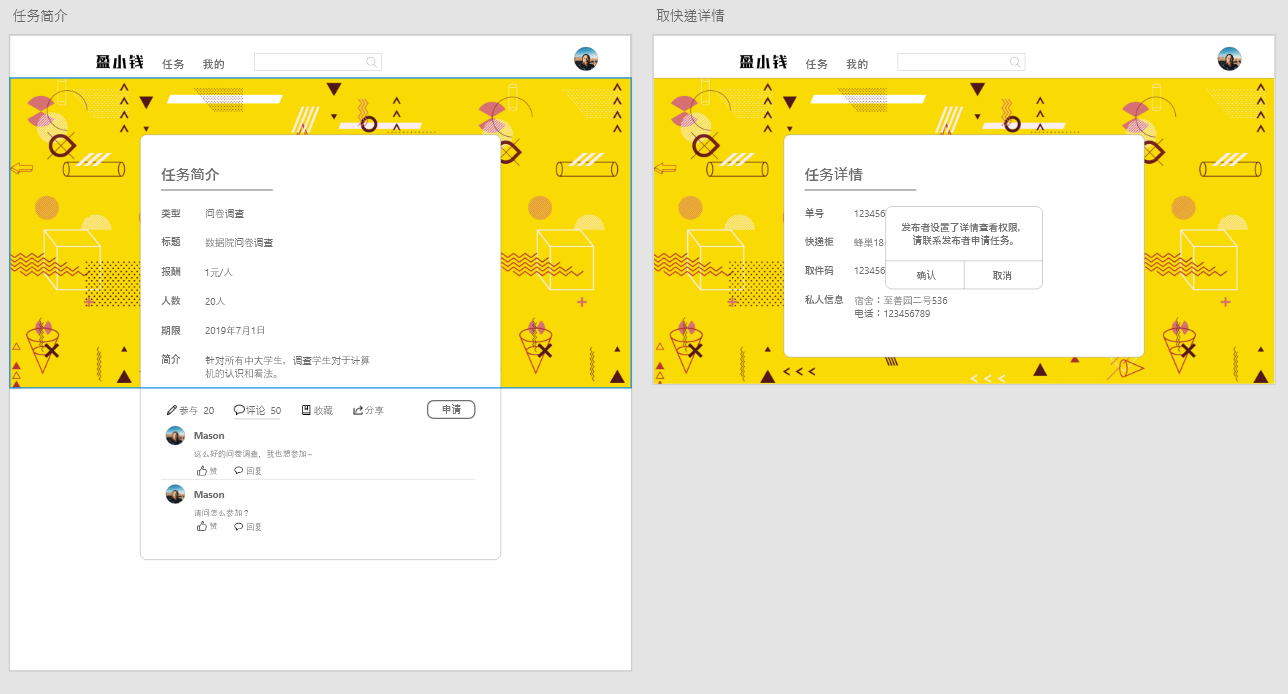 任务简介
盈小钱 任务 我的
任务简介
类型 问卷调查
标题 数据院问卷调查
报酬 1元/人
人数 20人
期限 2019年7月1日
简介 针对所有中大学生，调查学生对于计算
机的认识和看法。
参与 20 评论 50 收藏 分享 申请
Mason
这么好的问卷调查，我也想参加~
赞 回复
Mason
请问怎么参加？
赞 回复
取快递详情
盈小钱 任务 我的
任务详情
单号 123456
快递柜 蜂巢18
取件码 123456
私人信息 宿舍：至善园二号536
电话：123456789
发布者设置了详情查看权限，
请联系发布者申请任务。
确认 取消